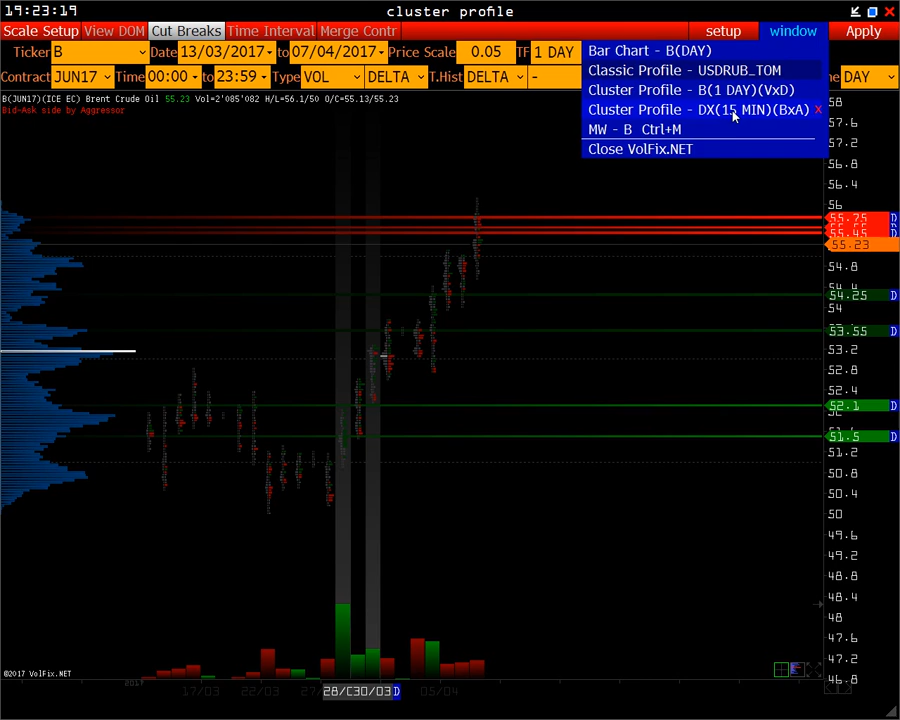 19:23:19
cluster profile
Scale Setup View DOM Cut Breaks Time Interval Merge Contr setup window Apply
Ticker B Date 13/03/2017 to 07/04/2017 Price Scale 0.05 TF 1 DAY
Contract JUN17 Time 00:00 to 23:59 Type VOL DELTA T.Hist DELTA - DAY
Bar Chart - B(DAY)
Classic Profile - USDRUB_TOM
Cluster Profile - B(1 DAY)(VxD)
Cluster Profile - DX(15 MIN)(BxA) x
MW - B Ctrl+M
Close VolFix.NET
B(JUN17)(ICE EC) Brent Crude Oil 55.23 Vol=2'085'082 H/L=56.1/50 O/C=55.13/55.23
Bid-Ask side by Aggressor
58
57.6
57.2
56.8
56.4
56
55.75 D
55.45 D
55.23
54.8
54.25 D
54
53.55 D
53.2
52.8
52.4
52.1 D
51.5 D
51.2
50.8
50.4
50
49.6
49.2
48.8
48.4
48
47.6
47.2
46.8
©2017 VolFix.NET
2017 17/03 22/03 28/03 30/03 D 05/04